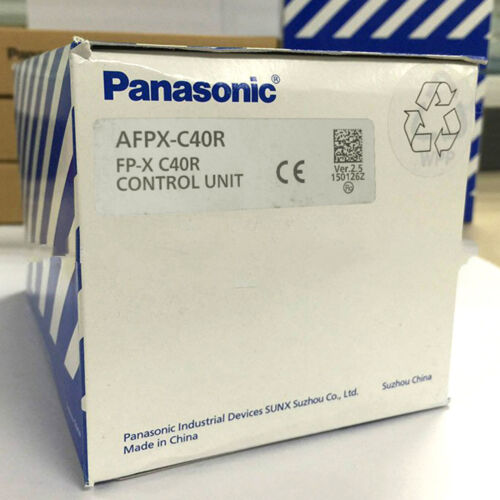 Panasonic
Panasonic®
AFPX-C40R
FP-X C40R
CONTROL UNIT
CE
Ver.2.5
150126Z
Suzhou China
Panasonic Industrial Devices SUNX Suzhou Co., Ltd.
Made in China